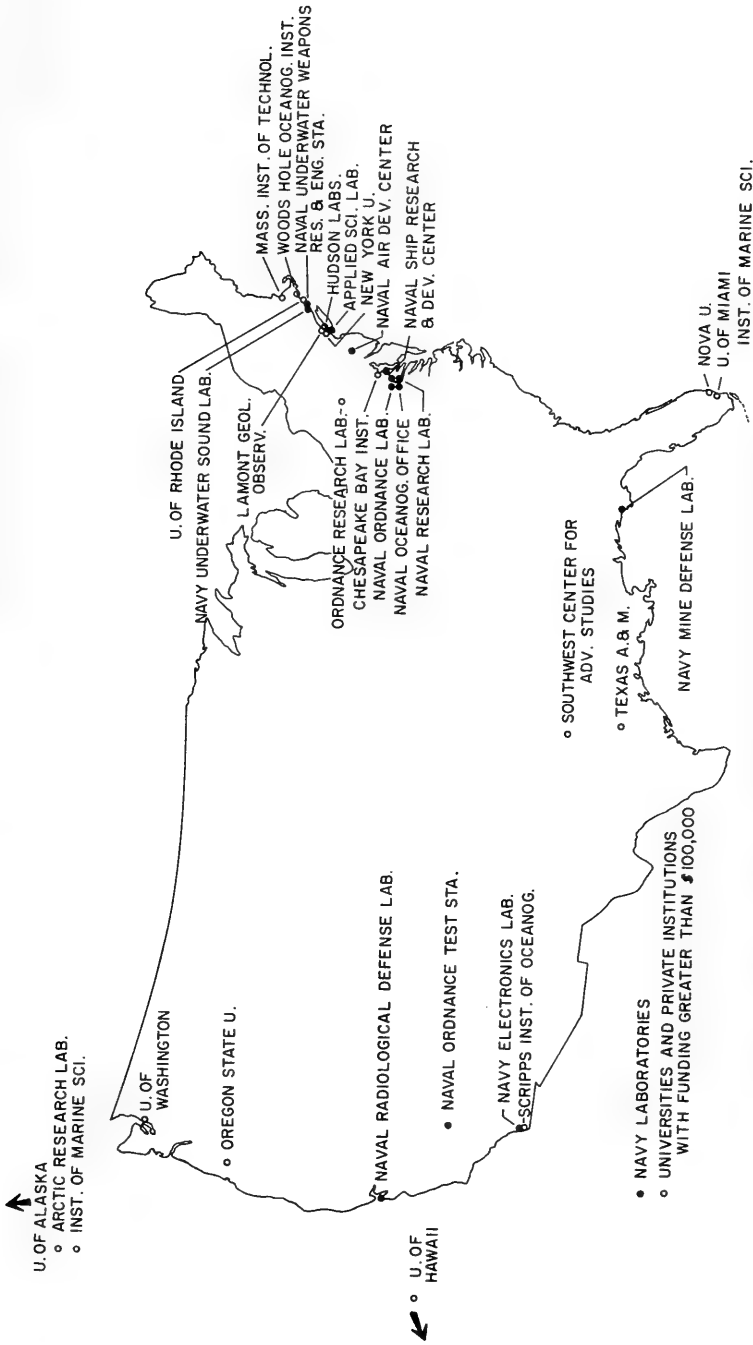 U. OF ALASKA
ARCTIC RESEARCH LAB.
INST. OF MARINE SCI.
U. OF
WASHINGTON
OREGON STATE U.
NAVAL RADIOLOGICAL DEFENSE LAB.
U. OF
HAWAII
NAVAL ORDNANCE TEST STA.
NAVY ELECTRONICS LAB.
SCRIPPS INST. OF OCEANOG.
NAVY LABORATORIES
UNIVERSITIES AND PRIVATE INSTITUTIONS
WITH FUNDING GREATER THAN $100,000
U. OF RHODE ISLAND
NAVY UNDERWATER SOUND LAB.
LAMONT GEOL.
OBSERV.
ORDNANCE RESEARCH LAB.
CHESAPEAKE BAY INST.
NAVAL ORDNANCE LAB.
NAVAL OCEANOG. OFFICE
NAVAL RESEARCH LAB.
SOUTHWEST CENTER FOR
ADV. STUDIES
TEXAS A.& M.
NAVY MINE DEFENSE LAB.
MASS. INST. OF TECHNOL.
WOODS HOLE OCEANOG. INST.
NAVAL UNDERWATER WEAPONS
RES. & ENG. STA.
HUDSON LABS.
APPLIED SCI. LAB.
NEW YORK U.
NAVAL AIR DEV. CENTER
NAVAL SHIP RESEARCH
& DEV. CENTER
NOVA U.
U. OF MIAMI
INST. OF MARINE SCI.